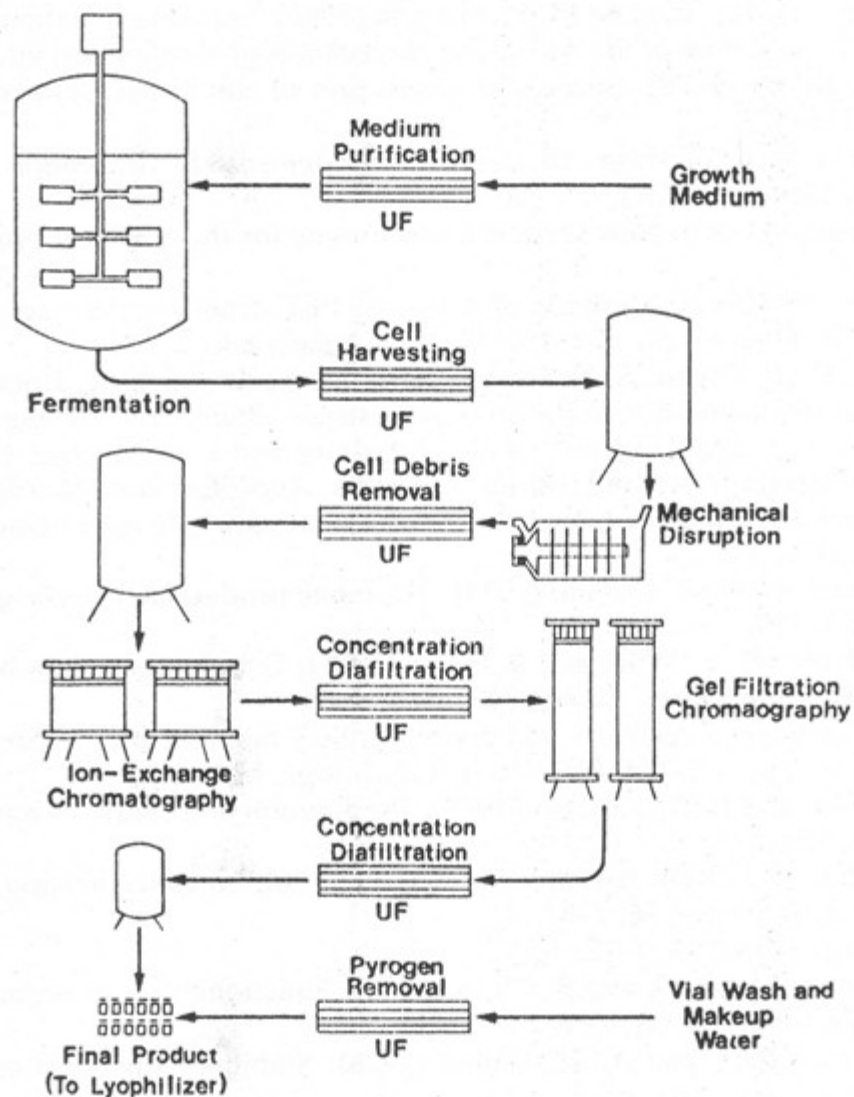 Medium
Purification
UF
Growth
Medium
Fermentation
Cell
Harvesting
UF
Cell Debris
Removal
UF
Mechanical
Disruption
Ion-Exchange
Chromatography
Concentration
Diafiltration
UF
Gel Filtration
Chromaography
Concentration
Diafiltration
UF
Pyrogen
Removal
UF
Vial Wash and
Makeup
Water
Final Product
(To Lyophilizer)